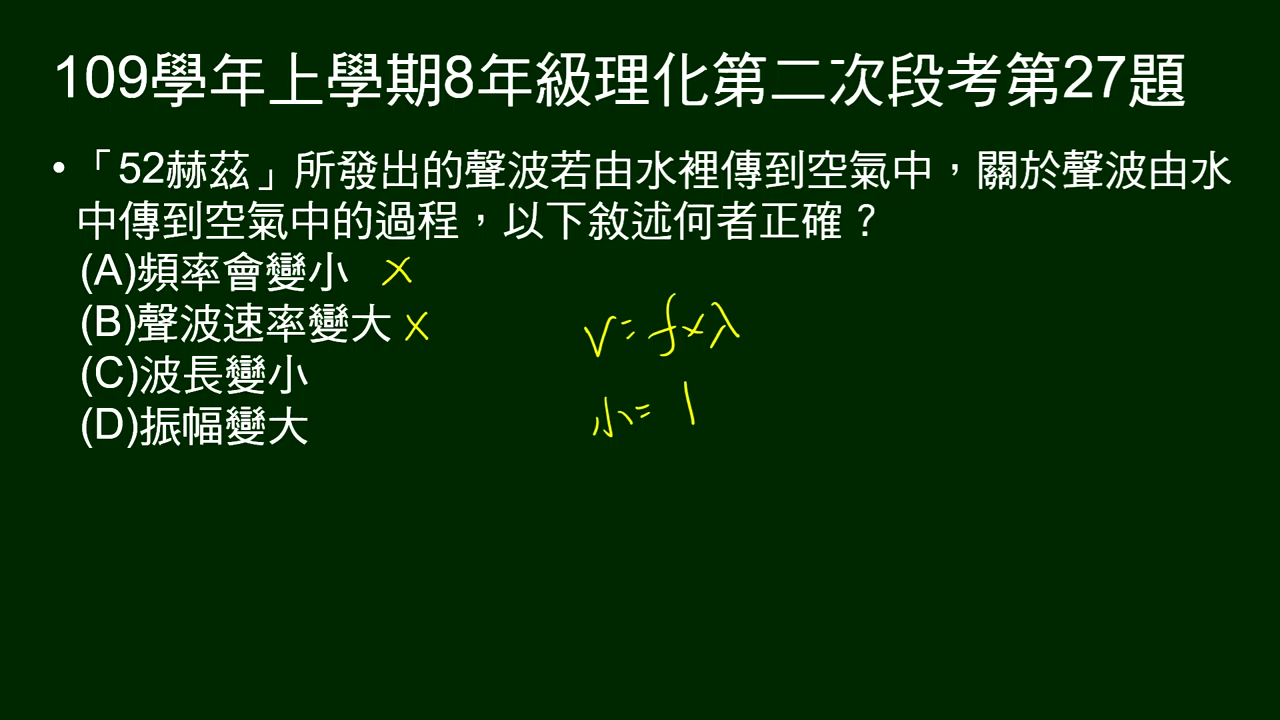 109學年上學期8年級理化第二次段考第27題
•「52赫茲」所發出的聲波若由水裡傳到空氣中，關於聲波由水
中傳到空氣中的過程，以下敘述何者正確？
(A)頻率會變小 ×
(B)聲波速率變大 ×
(C)波長變小
(D)振幅變大
v=f×λ
小= 1